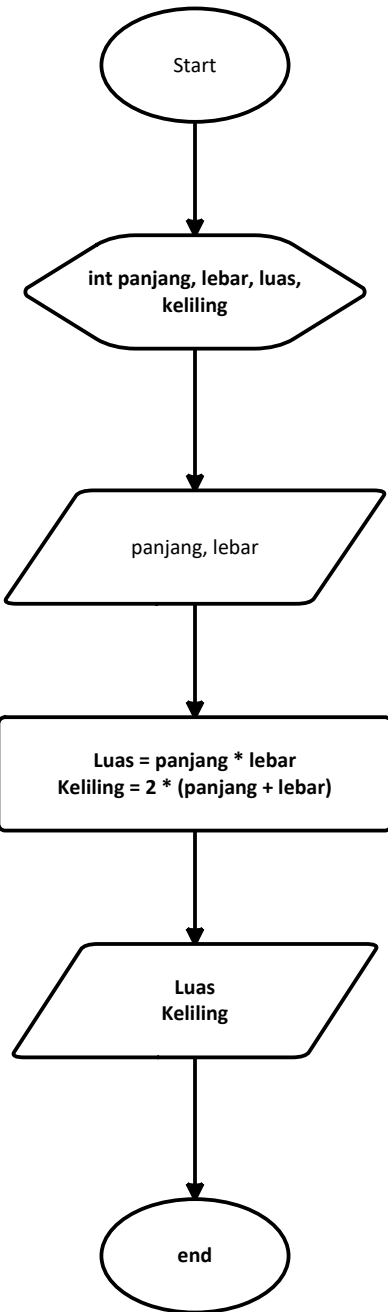 Start
int panjang, lebar, luas,
keliling
panjang, lebar
Luas = panjang * lebar
Keliling = 2 * (panjang + lebar)
Luas
Keliling
end